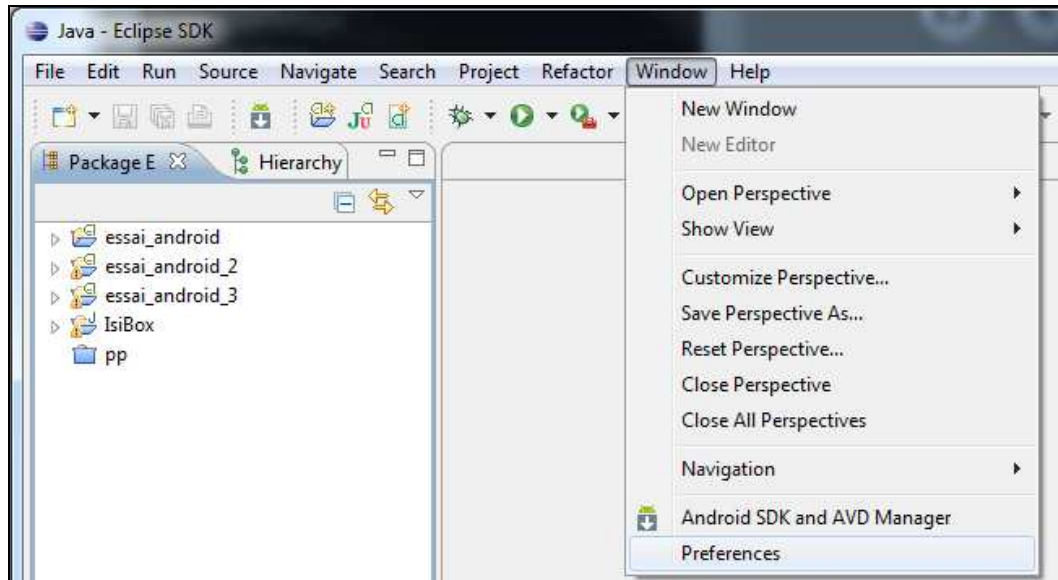 Java - Eclipse SDK
File Edit Run Source Navigate Search Project Refactor Window Help
Package E Hierarchy
essai_android
essai_android_2
essai_android_3
IsiBox
pp
New Window
New Editor
Open Perspective
Show View
Customize Perspective...
Save Perspective As...
Reset Perspective...
Close Perspective
Close All Perspectives
Navigation
Android SDK and AVD Manager
Preferences